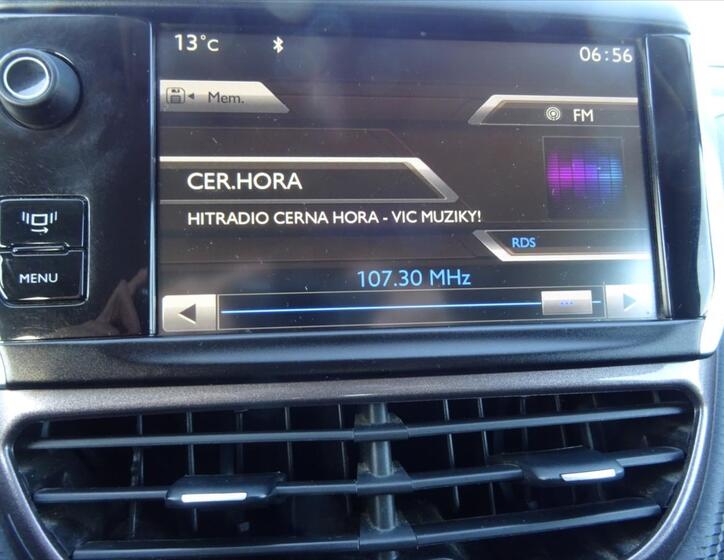 13°C
06:56
Mem.
FM
CER.HORA
HITRADIO CERNA HORA - VIC MUZIKY!
RDS
MENU
107.30 MHz